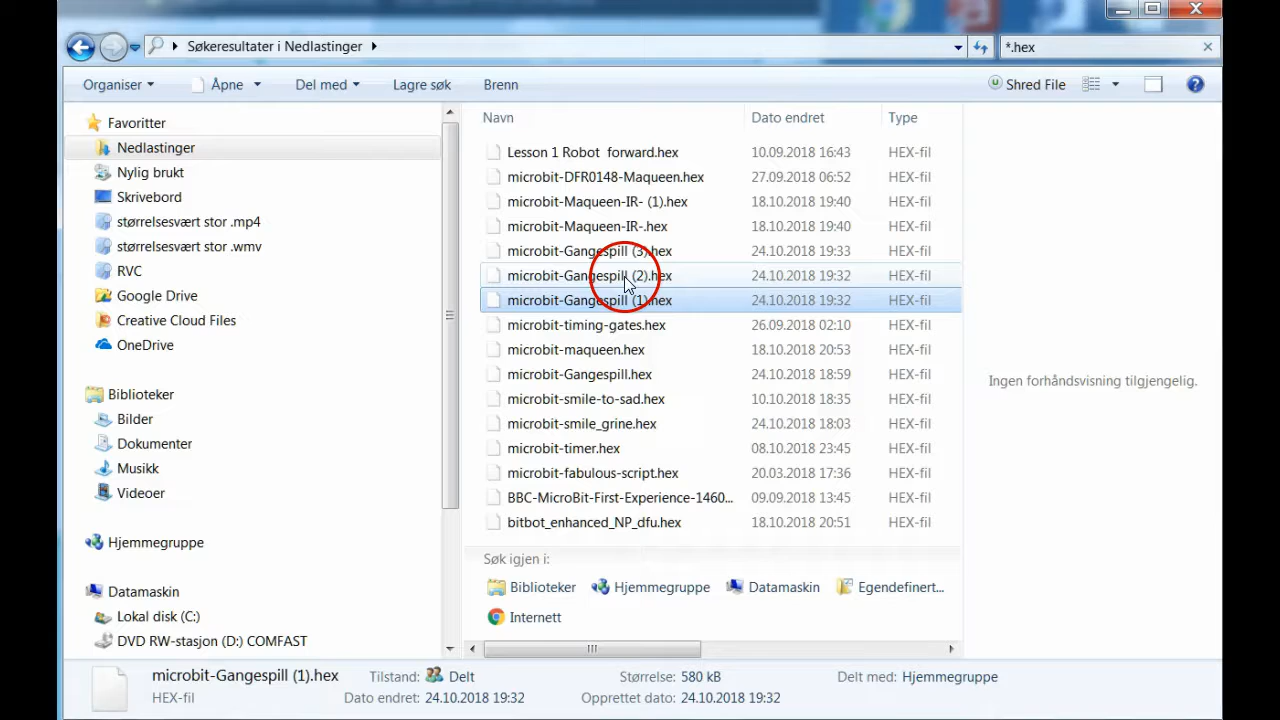 Søkeresultater i Nedlastinger
*.hex
Organiser Åpne Del med Lagre søk Brenn Shred File
Favoritter
Nedlastinger
Nylig brukt
Skrivebord
størrelsesvært stor .mp4
størrelsesvært stor .wmv
RVC
Google Drive
Creative Cloud Files
OneDrive
Biblioteker
Bilder
Dokumenter
Musikk
Videoer
Hjemmegruppe
Datamaskin
Lokal disk (C:)
DVD RW-stasjon (D:) COMFAST
Navn Dato endret Type
Lesson 1 Robot forward.hex 10.09.2018 16:43 HEX-fil
microbit-DFR0148-Maqueen.hex 27.09.2018 06:52 HEX-fil
microbit-Maqueen-IR- (1).hex 18.10.2018 19:40 HEX-fil
microbit-Maqueen-IR-.hex 18.10.2018 19:40 HEX-fil
microbit-Gangespill (3).hex 24.10.2018 19:33 HEX-fil
microbit-Gangespill (2).hex 24.10.2018 19:32 HEX-fil
microbit-Gangespill (1).hex 24.10.2018 19:32 HEX-fil
microbit-timing-gates.hex 26.09.2018 02:10 HEX-fil
microbit-maqueen.hex 18.10.2018 20:53 HEX-fil
microbit-Gangespill.hex 24.10.2018 18:59 HEX-fil
microbit-smile-to-sad.hex 10.10.2018 18:35 HEX-fil
microbit-smile_grine.hex 24.10.2018 18:03 HEX-fil
microbit-timer.hex 08.10.2018 23:45 HEX-fil
microbit-fabulous-script.hex 20.03.2018 17:36 HEX-fil
BBC-MicroBit-First-Experience-1460... 09.09.2018 13:45 HEX-fil
bitbot_enhanced_NP_dfu.hex 18.10.2018 20:51 HEX-fil
Søk igjen i:
Biblioteker Hjemmegruppe Datamaskin Egendefinert...
Internett
Ingen forhåndsvisning tilgjengelig.
microbit-Gangespill (1).hex Tilstand: Delt Størrelse: 580 kB Delt med: Hjemmegruppe
HEX-fil Dato endret: 24.10.2018 19:32 Opprettet dato: 24.10.2018 19:32